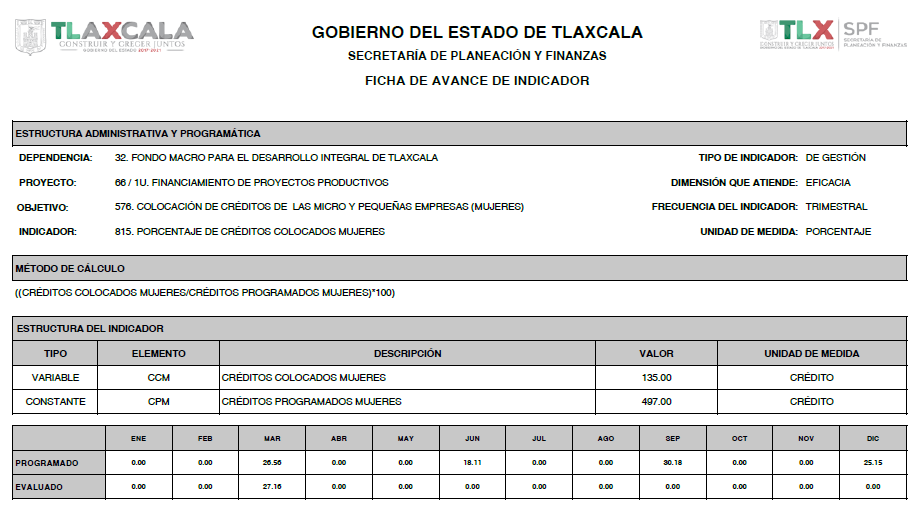 TLAXCALA
CONSTRUIR Y CRECER JUNTOS
GOBIERNO DEL ESTADO 2017-2021
GOBIERNO DEL ESTADO DE TLAXCALA
SECRETARÍA DE PLANEACIÓN Y FINANZAS
FICHA DE AVANCE DE INDICADOR
TLX
CONSTRUIR Y CRECER JUNTOS
SPF
SECRETARÍA DE
PLANEACIÓN Y FINANZAS
ESTRUCTURA ADMINISTRATIVA Y PROGRAMÁTICA
DEPENDENCIA: 32. FONDO MACRO PARA EL DESARROLLO INTEGRAL DE TLAXCALA TIPO DE INDICADOR: DE GESTIÓN
PROYECTO: 66 / 1U. FINANCIAMIENTO DE PROYECTOS PRODUCTIVOS DIMENSIÓN QUE ATIENDE: EFICACIA
OBJETIVO: 576. COLOCACIÓN DE CRÉDITOS DE LAS MICRO Y PEQUEÑAS EMPRESAS (MUJERES) FRECUENCIA DEL INDICADOR: TRIMESTRAL
INDICADOR: 815. PORCENTAJE DE CRÉDITOS COLOCADOS MUJERES UNIDAD DE MEDIDA: PORCENTAJE
MÉTODO DE CÁLCULO
((CRÉDITOS COLOCADOS MUJERES/CRÉDITOS PROGRAMADOS MUJERES)*100)
ESTRUCTURA DEL INDICADOR
TIPO ELEMENTO DESCRIPCIÓN VALOR UNIDAD DE MEDIDA
VARIABLE CCM CRÉDITOS COLOCADOS MUJERES 135.00 CRÉDITO
CONSTANTE CPM CRÉDITOS PROGRAMADOS MUJERES 497.00 CRÉDITO
ENE FEB MAR ABR MAY JUN JUL AGO SEP OCT NOV DIC
PROGRAMADO 0.00 0.00 26.56 0.00 0.00 18.11 0.00 0.00 30.18 0.00 0.00 25.15
EVALUADO 0.00 0.00 27.16 0.00 0.00 0.00 0.00 0.00 0.00 0.00 0.00 0.00